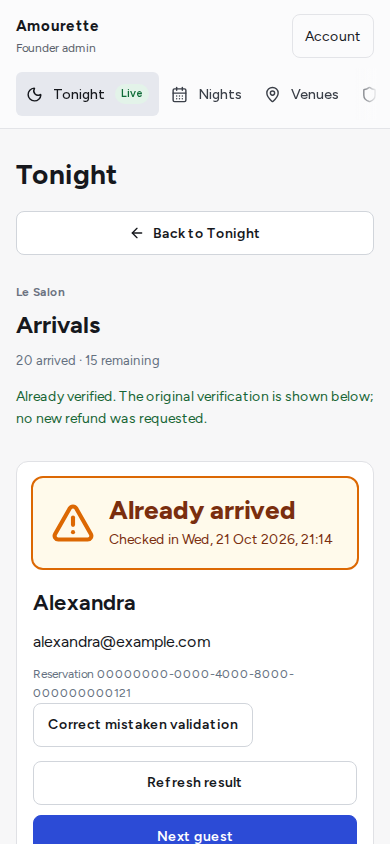 Amourette
Founder admin
Account
Tonight Live Nights Venues
Tonight
Back to Tonight
Le Salon
Arrivals
20 arrived · 15 remaining
Already verified. The original verification is shown below;
no new refund was requested.
Already arrived
Checked in Wed, 21 Oct 2026, 21:14
Alexandra
alexandra@example.com
Reservation 00000000-0000-4000-8000-
000000000121
Correct mistaken validation
Refresh result
Next guest